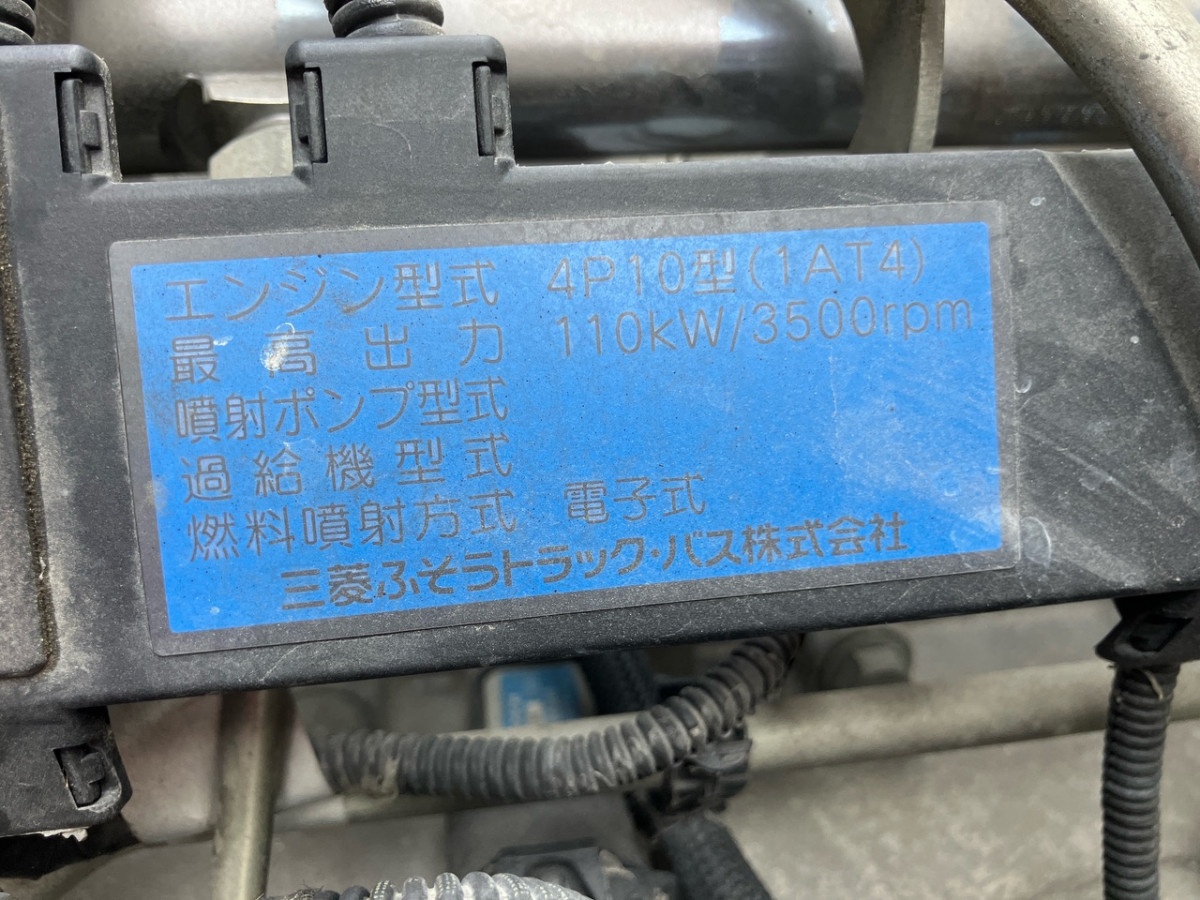 エンジン型式 4P10型(1AT4)
最高出力 110kW/3500rpm
噴射ポンプ型式
過給機型式
燃料噴射方式 電子式
三菱ふそうトラック・バス株式会社